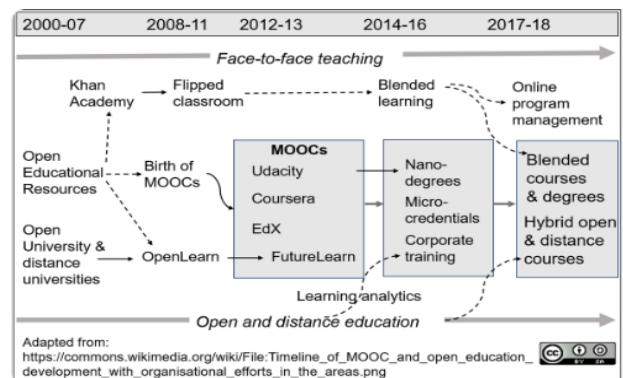 2000-07 2008-11 2012-13 2014-16 2017-18
Face-to-face teaching
Khan
Academy
Flipped
classroom
Blended
learning
Online
program
management
Open
Educational
Resources
Birth of
MOOCs
MOOCs
Udacity
Coursera
EdX
FutureLearn
Nano-
degrees
Micro-
credentials
Corporate
training
Blended
courses
& degrees
Hybrid open
& distance
courses
Open
University &
distance
universities
OpenLearn
Learning analytics
Open and distance education
Adapted from:
https://commons.wikimedia.org/wiki/File:Timeline_of_MOOC_and_open_education_
development_with_organisational_efforts_in_the_areas.png
cc
BY SA